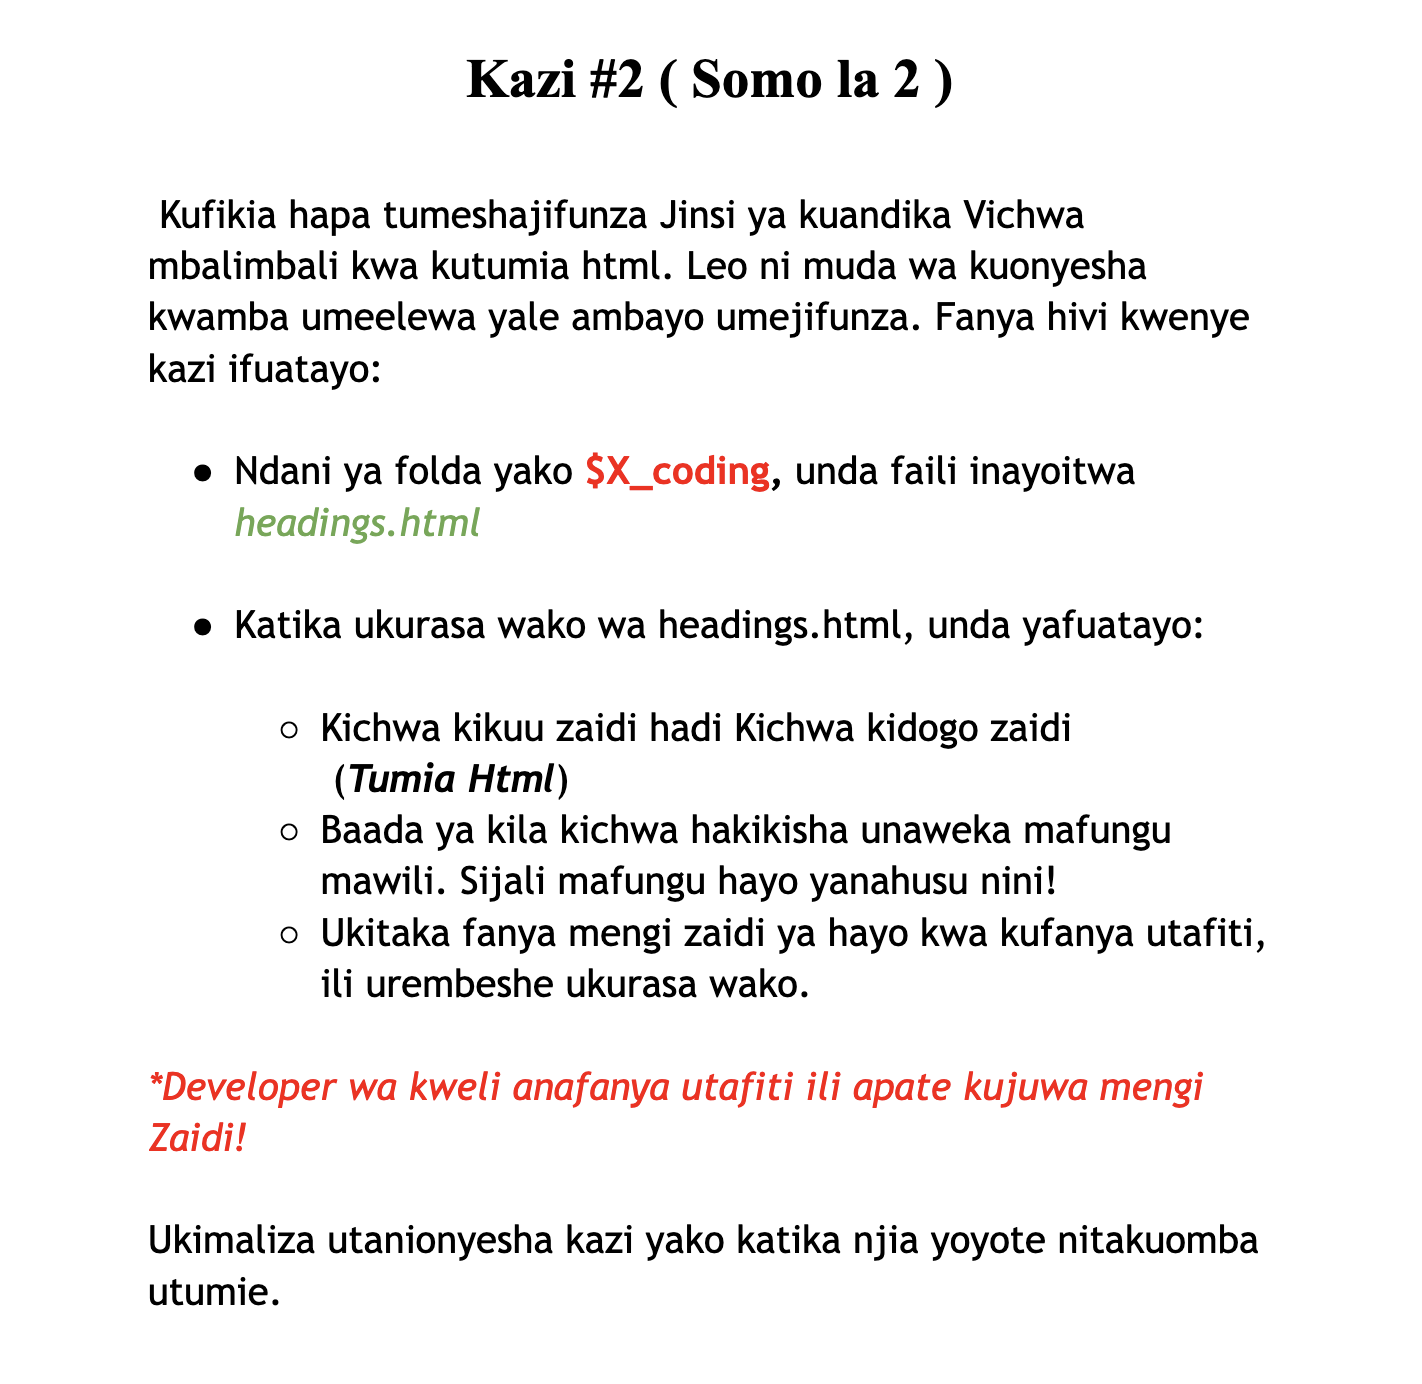 Kazi #2 ( Somo la 2 )
Kufikia hapa tumeshajifunza Jinsi ya kuandika Vichwa
mbalimbali kwa kutumia html. Leo ni muda wa kuonyesha
kwamba umeelewa yale ambayo umejifunza. Fanya hivi kwenye
kazi ifuatayo:
● Ndani ya folda yako $X_coding, unda faili inayoitwa
headings.html
● Katika ukurasa wako wa headings.html, unda yafuatayo:
○ Kichwa kikuu zaidi hadi Kichwa kidogo zaidi
(Tumia Html)
○ Baada ya kila kichwa hakikisha unaweka mafungu
mawili. Sijali mafungu hayo yanahusu nini!
○ Ukitaka fanya mengi zaidi ya hayo kwa kufanya utafiti,
ili urembeshe ukurasa wako.
*Developer wa kweli anafanya utafiti ili apate kujuwa mengi
Zaidi!
Ukimaliza utanionyesha kazi yako katika njia yoyote nitakuomba
utumie.